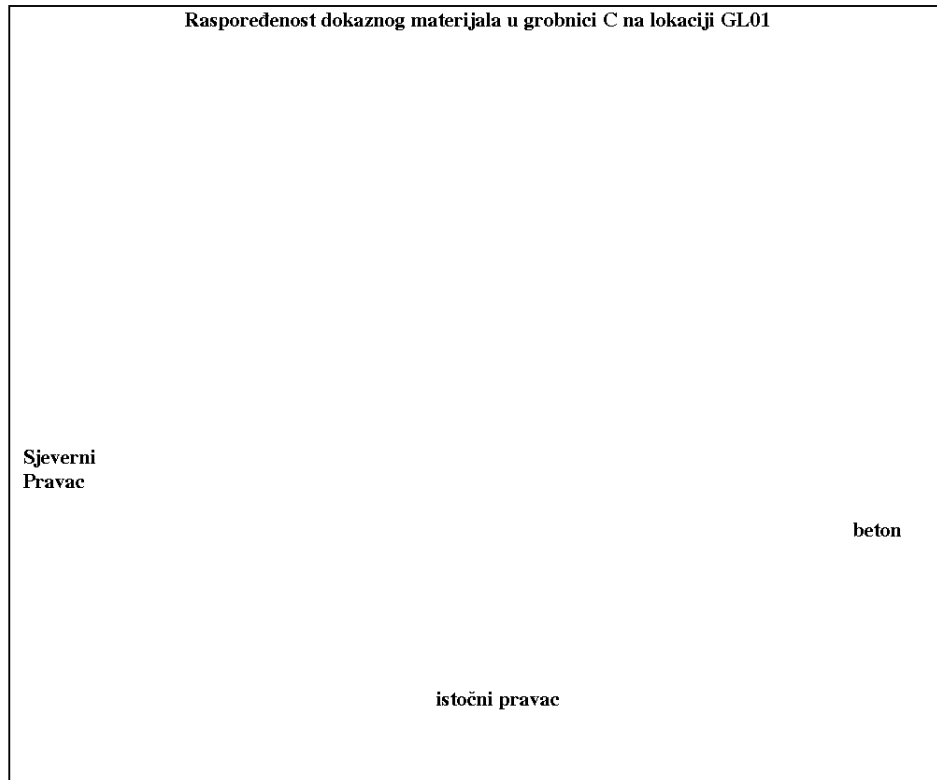 Raspoređenost dokaznog materijala u grobnici C na lokaciji GL01
Sjeverni
Pravac
beton
istočni pravac